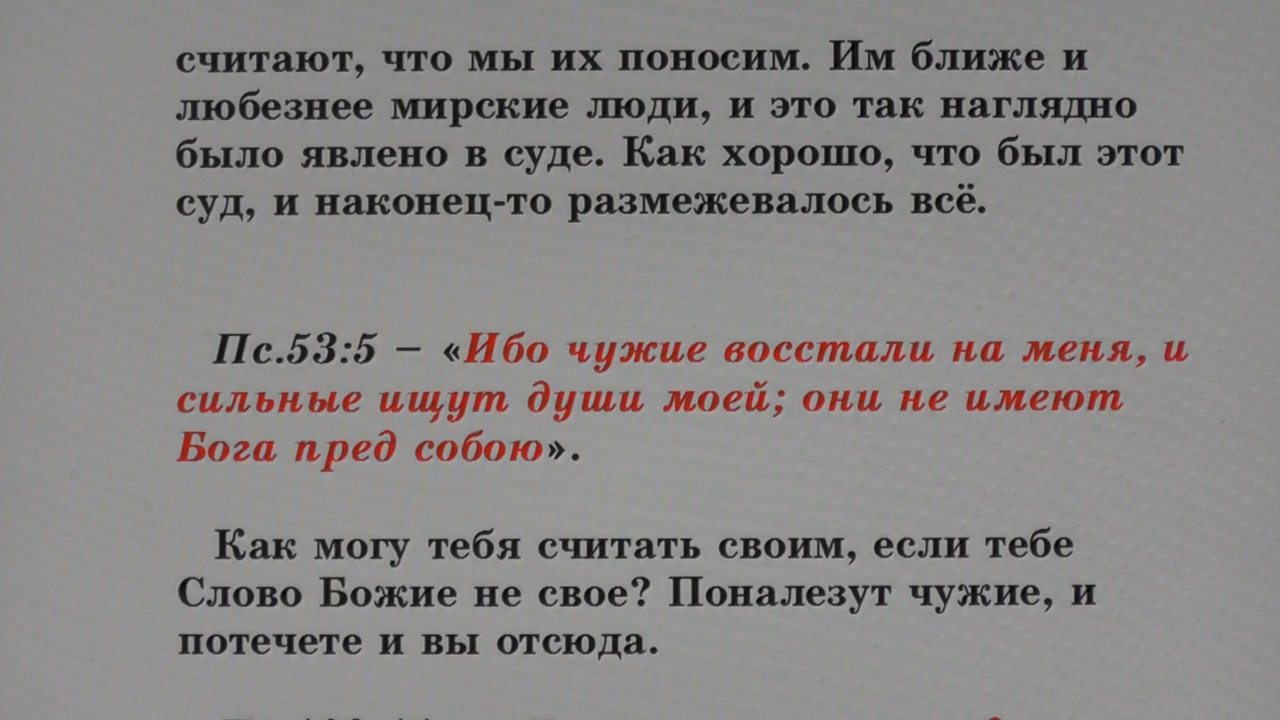 считают, что мы их поносим. Им ближе и
любезнее мирские люди, и это так наглядно
было явлено в суде. Как хорошо, что был этот
суд, и наконец-то размежевалось всё.
Пс.53:5 – «Ибо чужие восстали на меня, и
сильные ищут души моей; они не имеют
Бога пред собою».
Как могу тебя считать своим, если тебе
Слово Божие не свое? Поналезут чужие, и
потечете и вы отсюда.